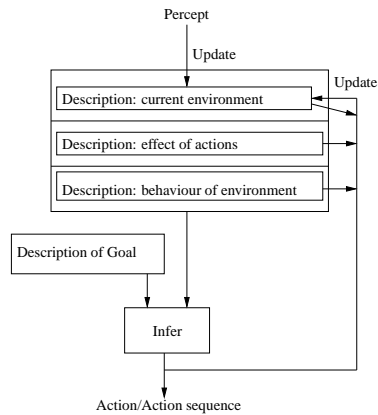 Percept
Update
Update
Description: current environment
Description: effect of actions
Description: behaviour of environment
Description of Goal
Infer
Action/Action sequence